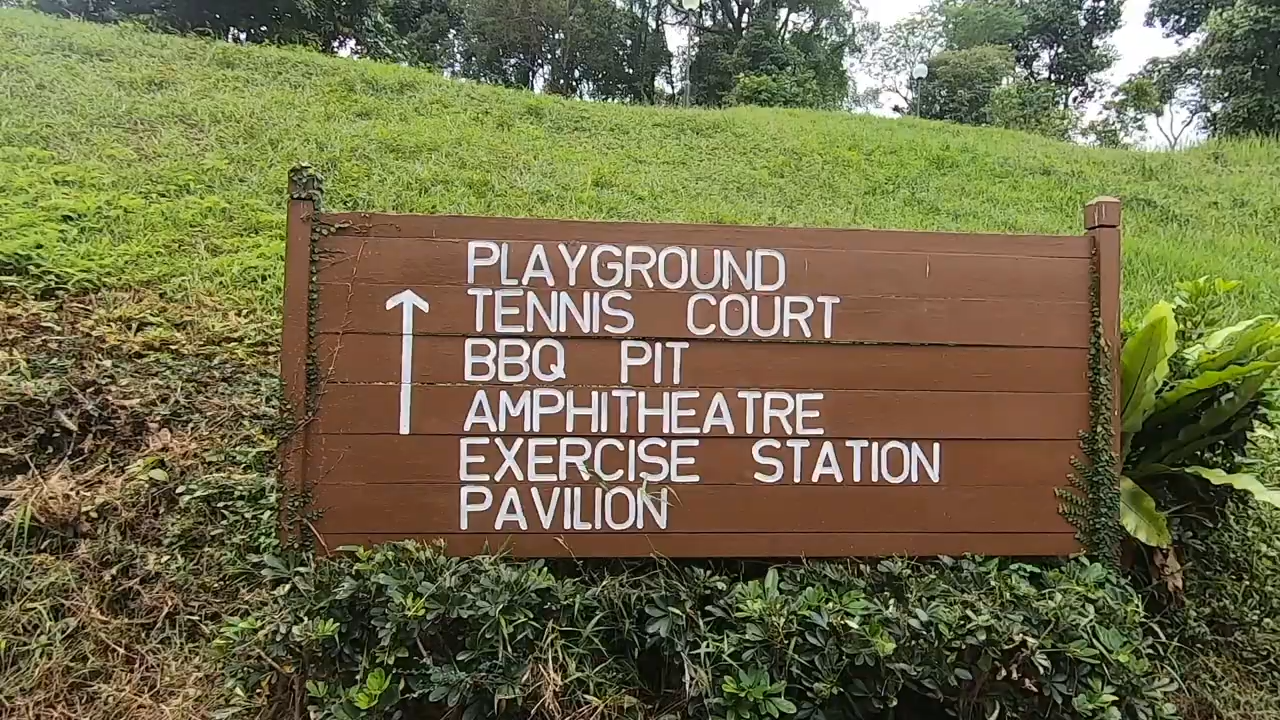 PLAYGROUND
TENNIS COURT
BBQ PIT
AMPHITHEATRE
EXERCISE STATION
PAVILION